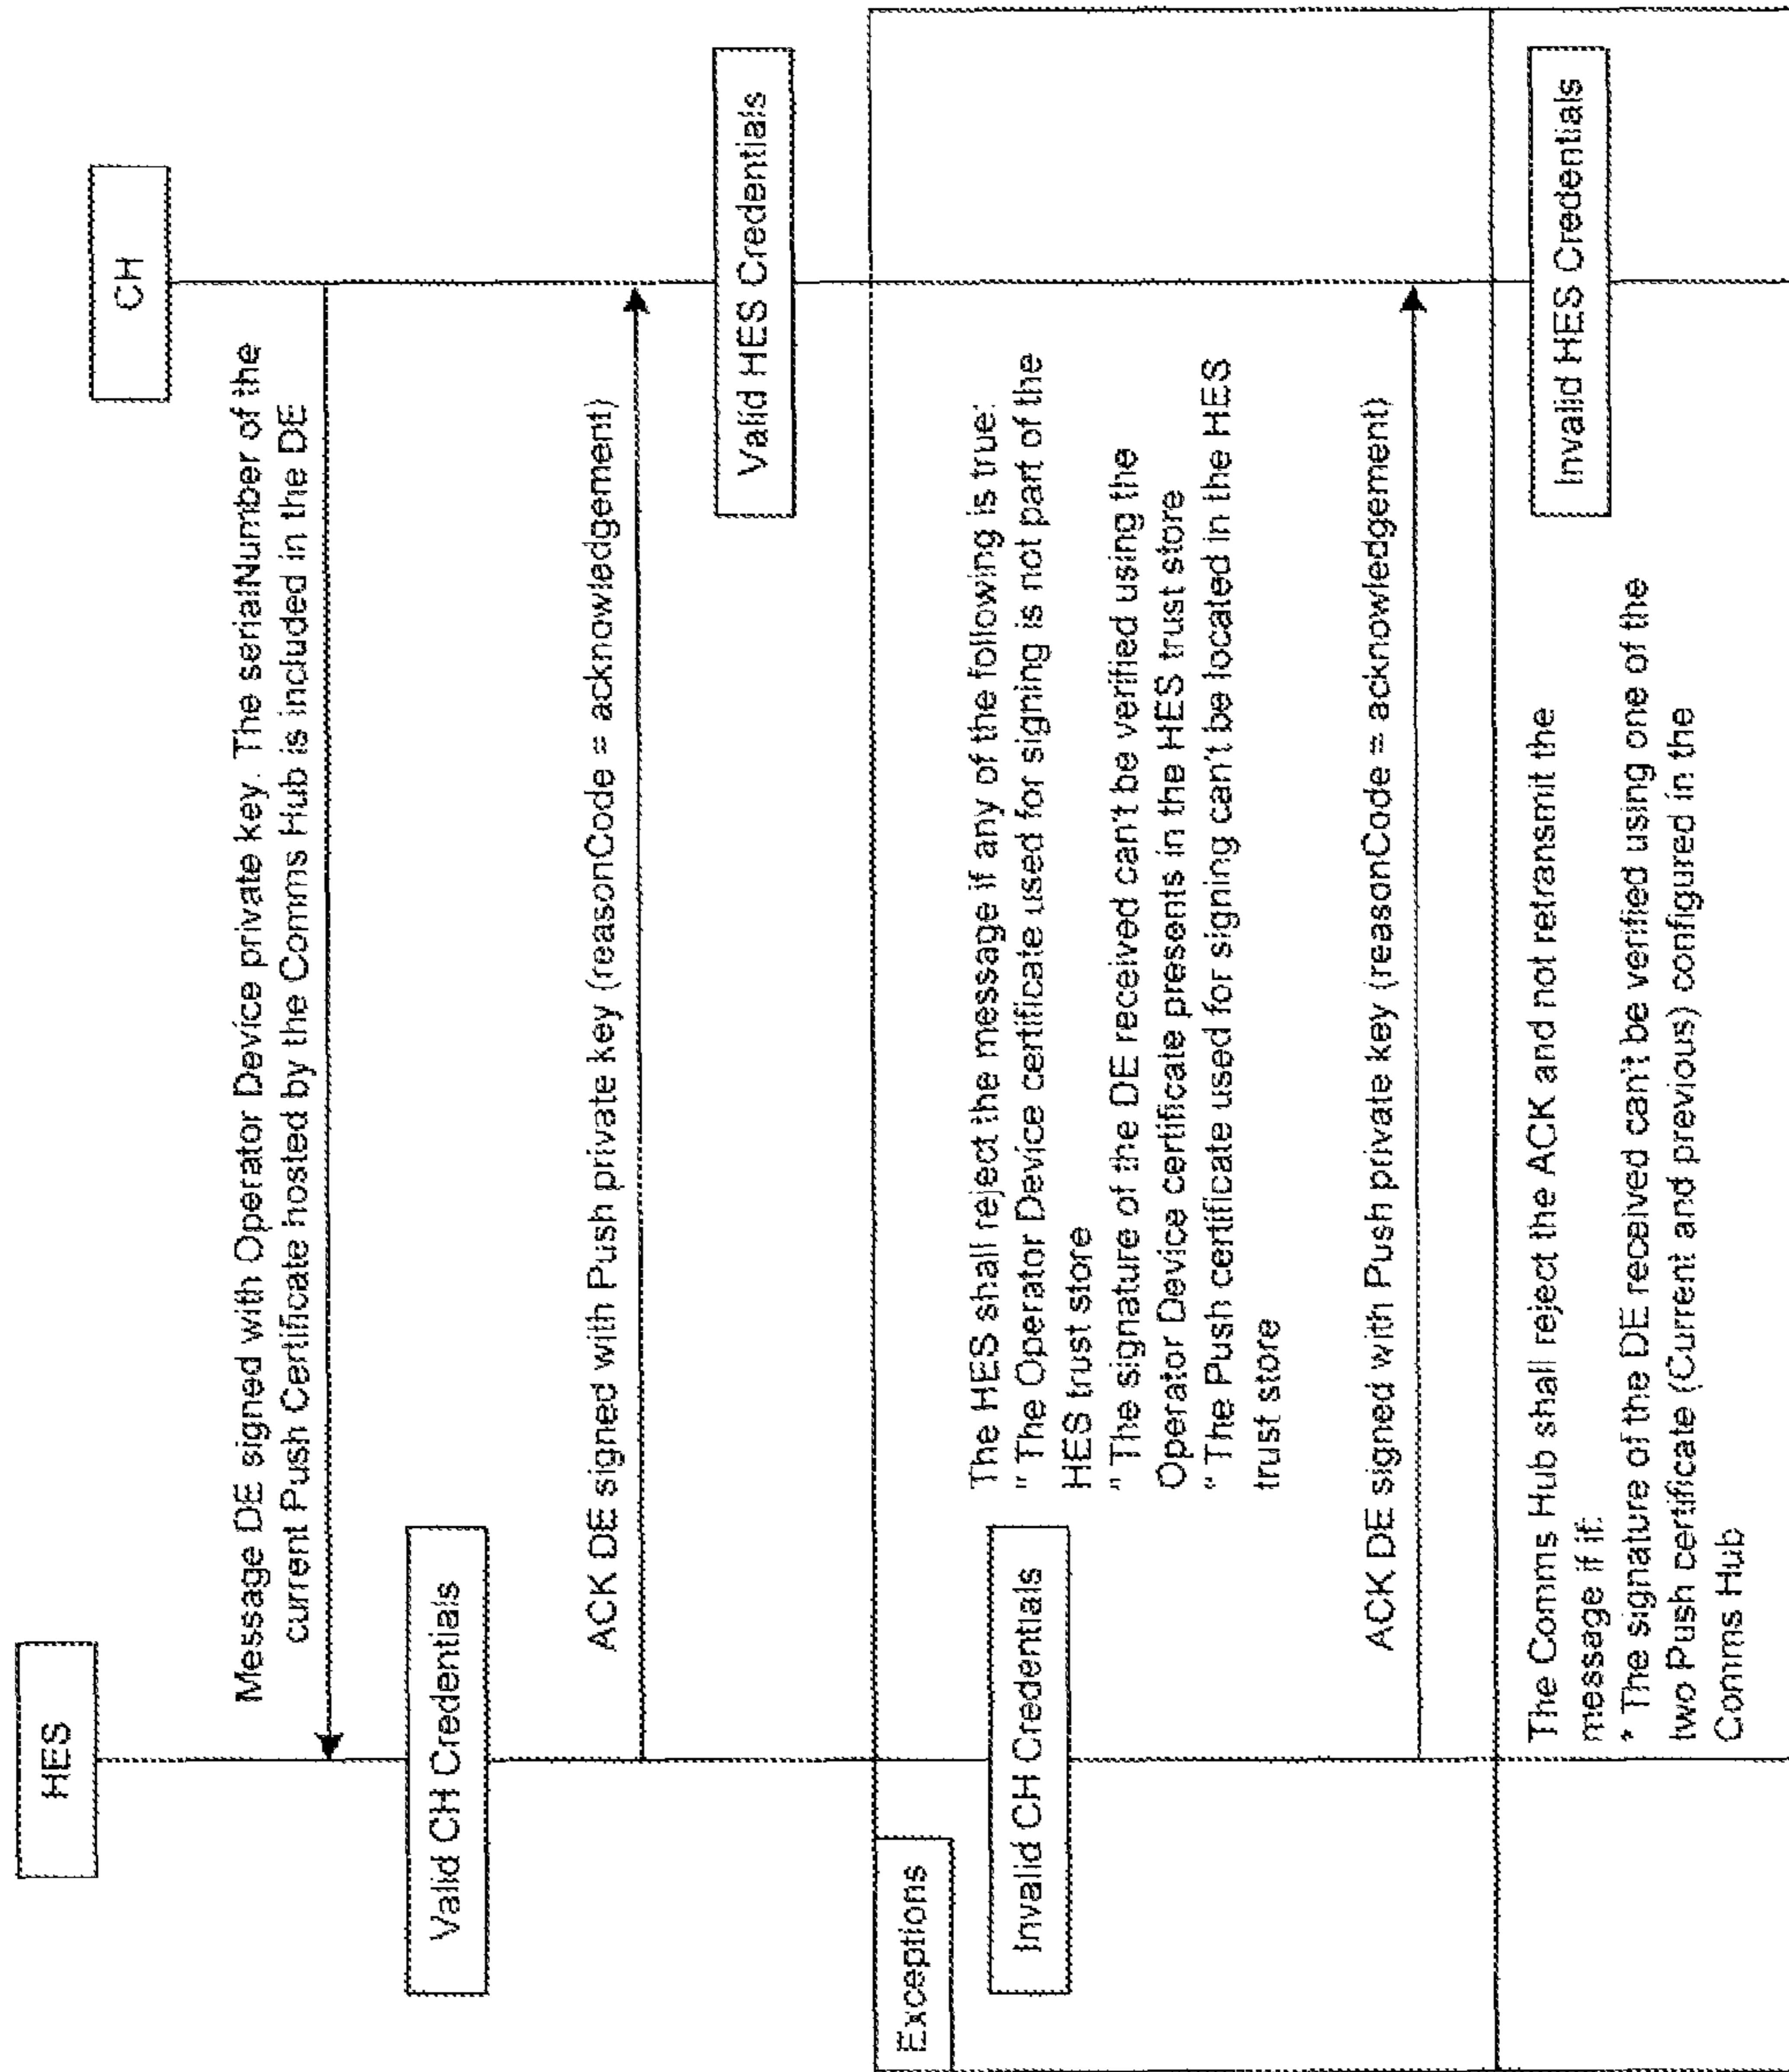 HES
CH
Message DE signed with Operator Device private key. The serialNumber of the
current Push Certificate hosted by the Comms Hub is included in the DE
Valid CH Credentials
ACK DE signed with Push private key (reasonCode = acknowledgement)
Valid HES Credentials
Exceptions
Invalid CH Credentials
The HES shall reject the message if any of the following is true:
" The Operator Device certificate used for signing is not part of the
HES trust store
" The signature of the DE received can't be verified using the
Operator Device certificate presents in the HES trust store
" The Push certificate used for signing can't be located in the HES
trust store
ACK DE signed with Push private key (reasonCode = acknowledgement)
Invalid HES Credentials
The Comms Hub shall reject the ACK and not retransmit the
message if it:
* The signature of the DE received can't be verified using one of the
two Push certificate (Current and previous) configured in the
Comms Hub